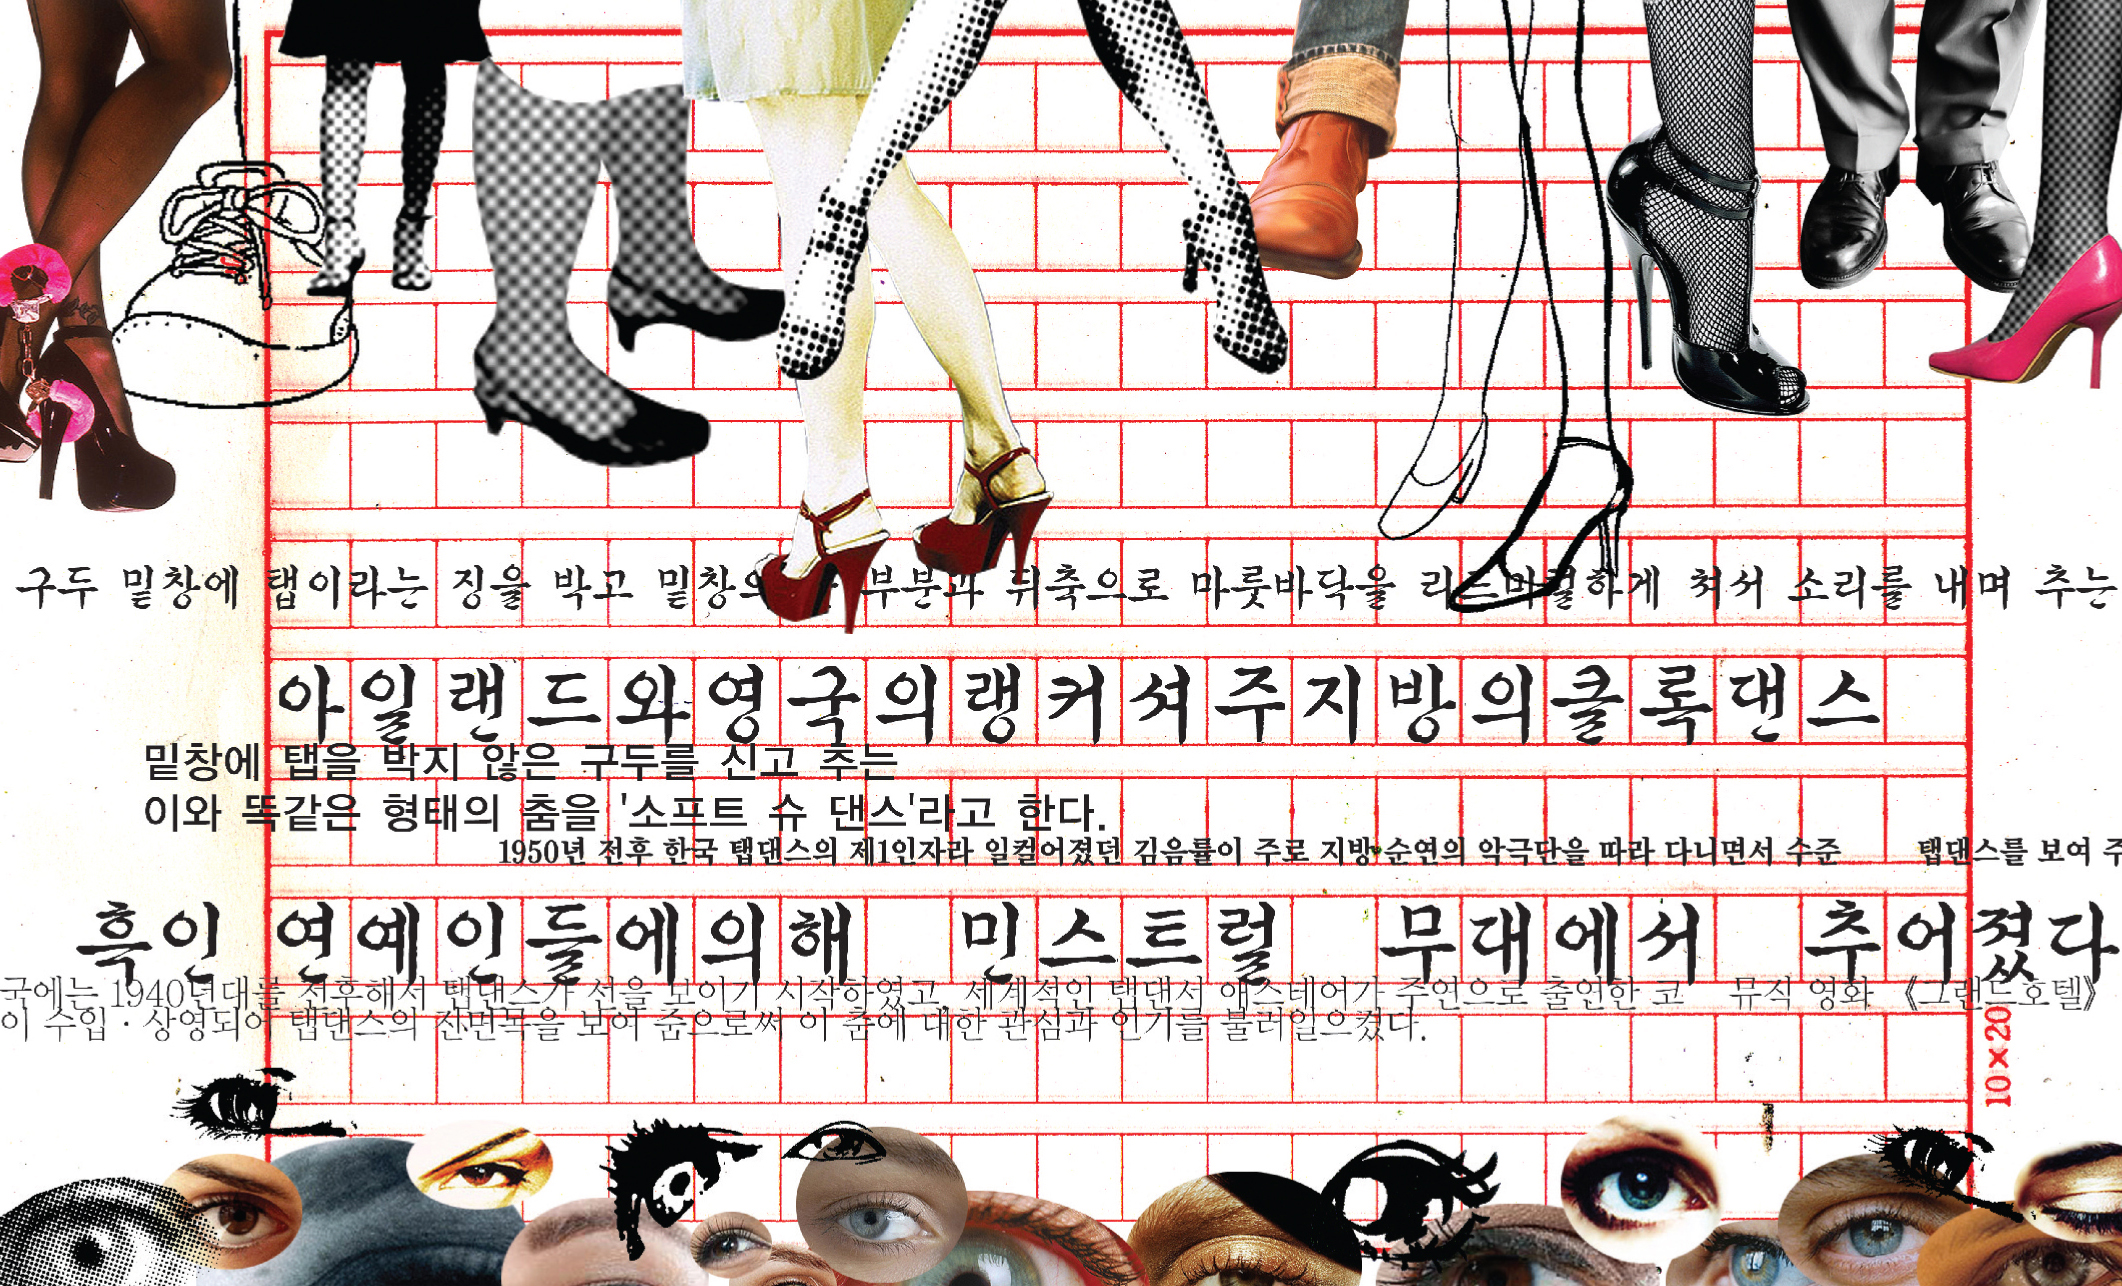 구두 밑창에 탭이라는 징을 박고 부분과 뒤축으로 마룻바닥을 리드미컬하게 쳐서 소리를 내며 추는
아일랜드와영국의랭커셔주지방의클록댄스
밑창에 탭을 박지 않은 구두를 신고 추는
이와 똑같은 형태의 춤을 '소프트 슈 댄스'라고 한다.
1950년 전후 한국 탭댄스의 제1인자라 일컬어졌던 김음률이 주로 지방 순연의 악극단을 따라 다니면서 수준 탭댄스를 보여 주
흑인 연예인들에의해 민스트럴 무대에서 추어졌다
국에는 1940년대를 전후해서 탭댄스가 선을 보이기 시작하였고, 세계적인 탭댄서 애스테어가 주연으로 출연한 코 뮤직 영화 《그랜드호텔》
이 수입·상영되어 탭댄스의 진면목을 보여 줌으로써 이 춤에 대한 관심과 인기를 불러일으켰다.
10×20